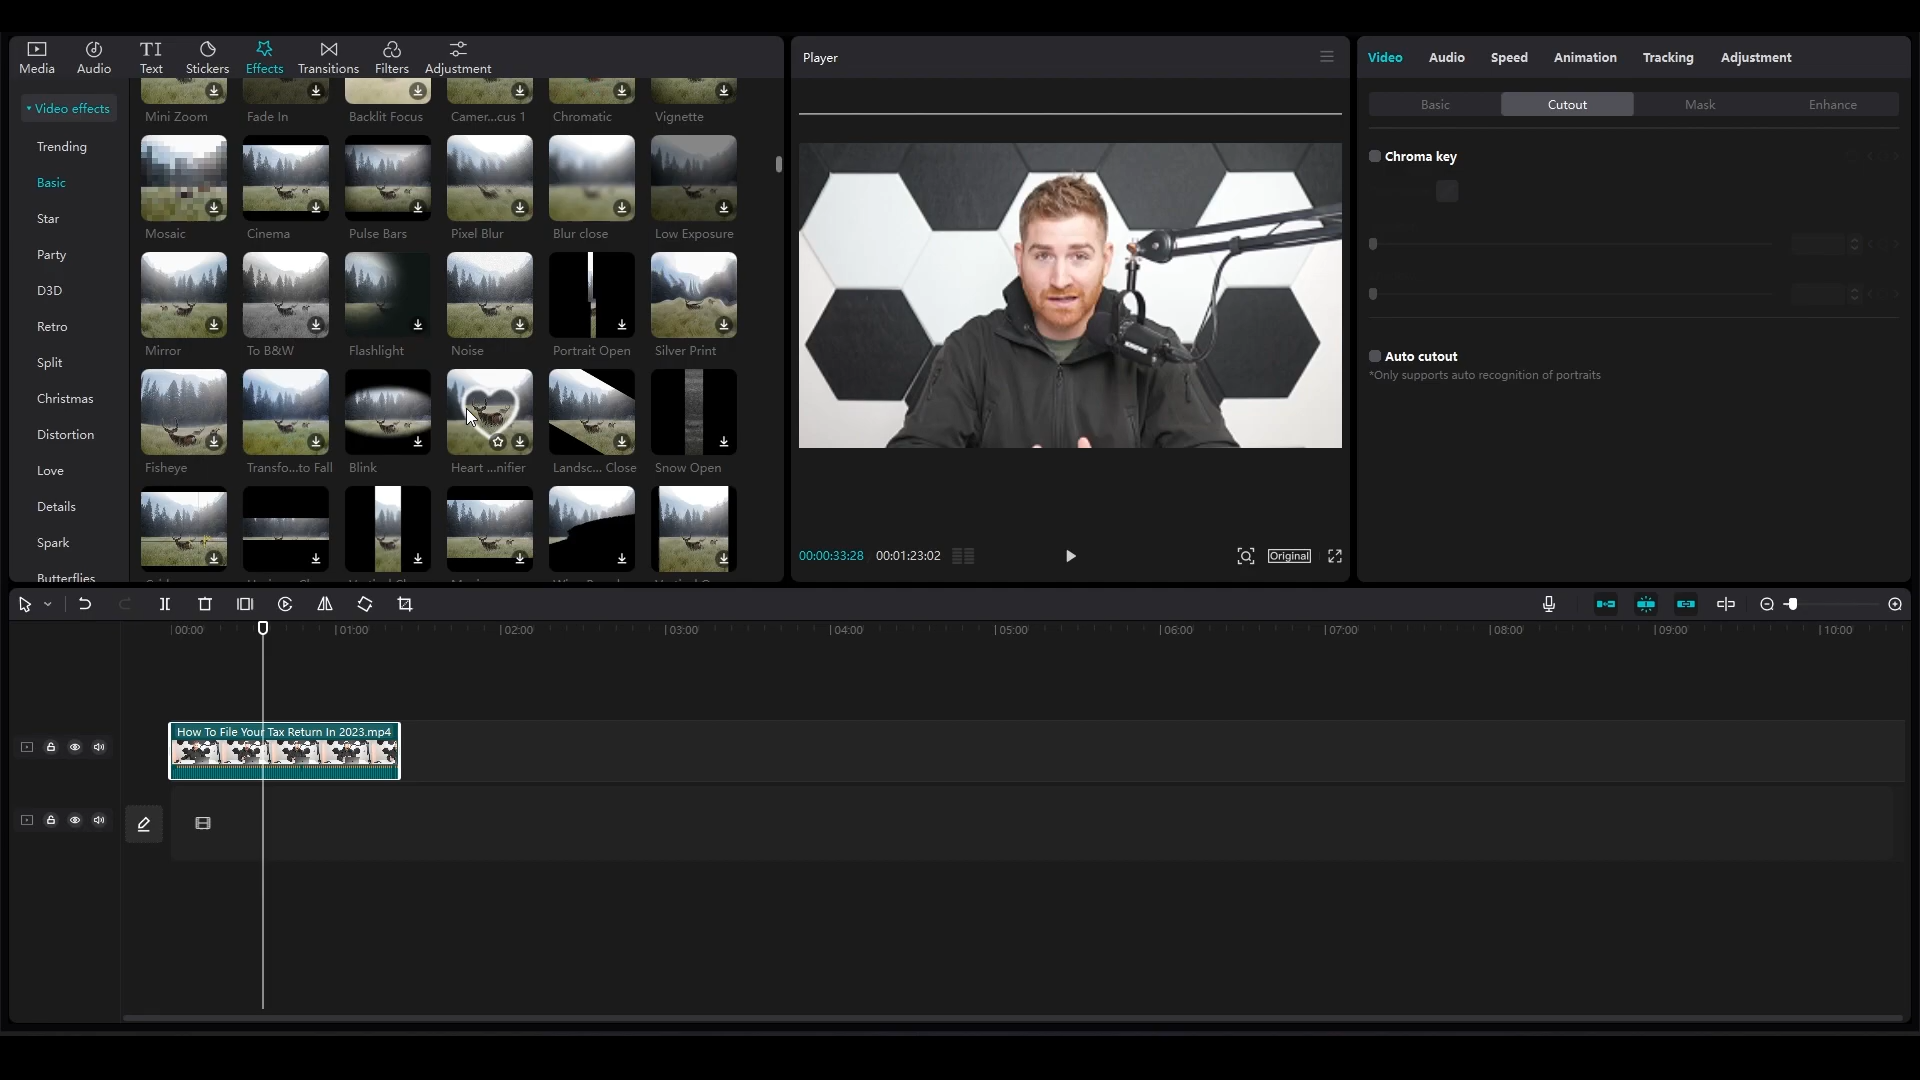 Media
Audio
Text
Stickers
Effects
Transitions
Filters
Adjustment
Video effects
Trending
Basic
Star
Party
D3D
Retro
Split
Christmas
Distortion
Love
Details
Spark
Butterflies
Mini Zoom
Fade In
Backlit Focus
Camer...cus 1
Chromatic
Vignette
Mosaic
Cinema
Pulse Bars
Pixel Blur
Blur close
Low Exposure
Mirror
To B&W
Flashlight
Noise
Portrait Open
Silver Print
Fisheye
Transfo...to Fall
Blink
Heart ...nifier
Landsc... Close
Snow Open
Player
00:00:33:28
00:01:23:02
Original
Video
Audio
Speed
Animation
Tracking
Adjustment
Basic
Cutout
Mask
Enhance
Chroma key
Auto cutout
*Only supports auto recognition of portraits
00:00
01:00
02:00
03:00
04:00
05:00
06:00
07:00
08:00
09:00
10:00
How To File Your Tax Return In 2023.mp4